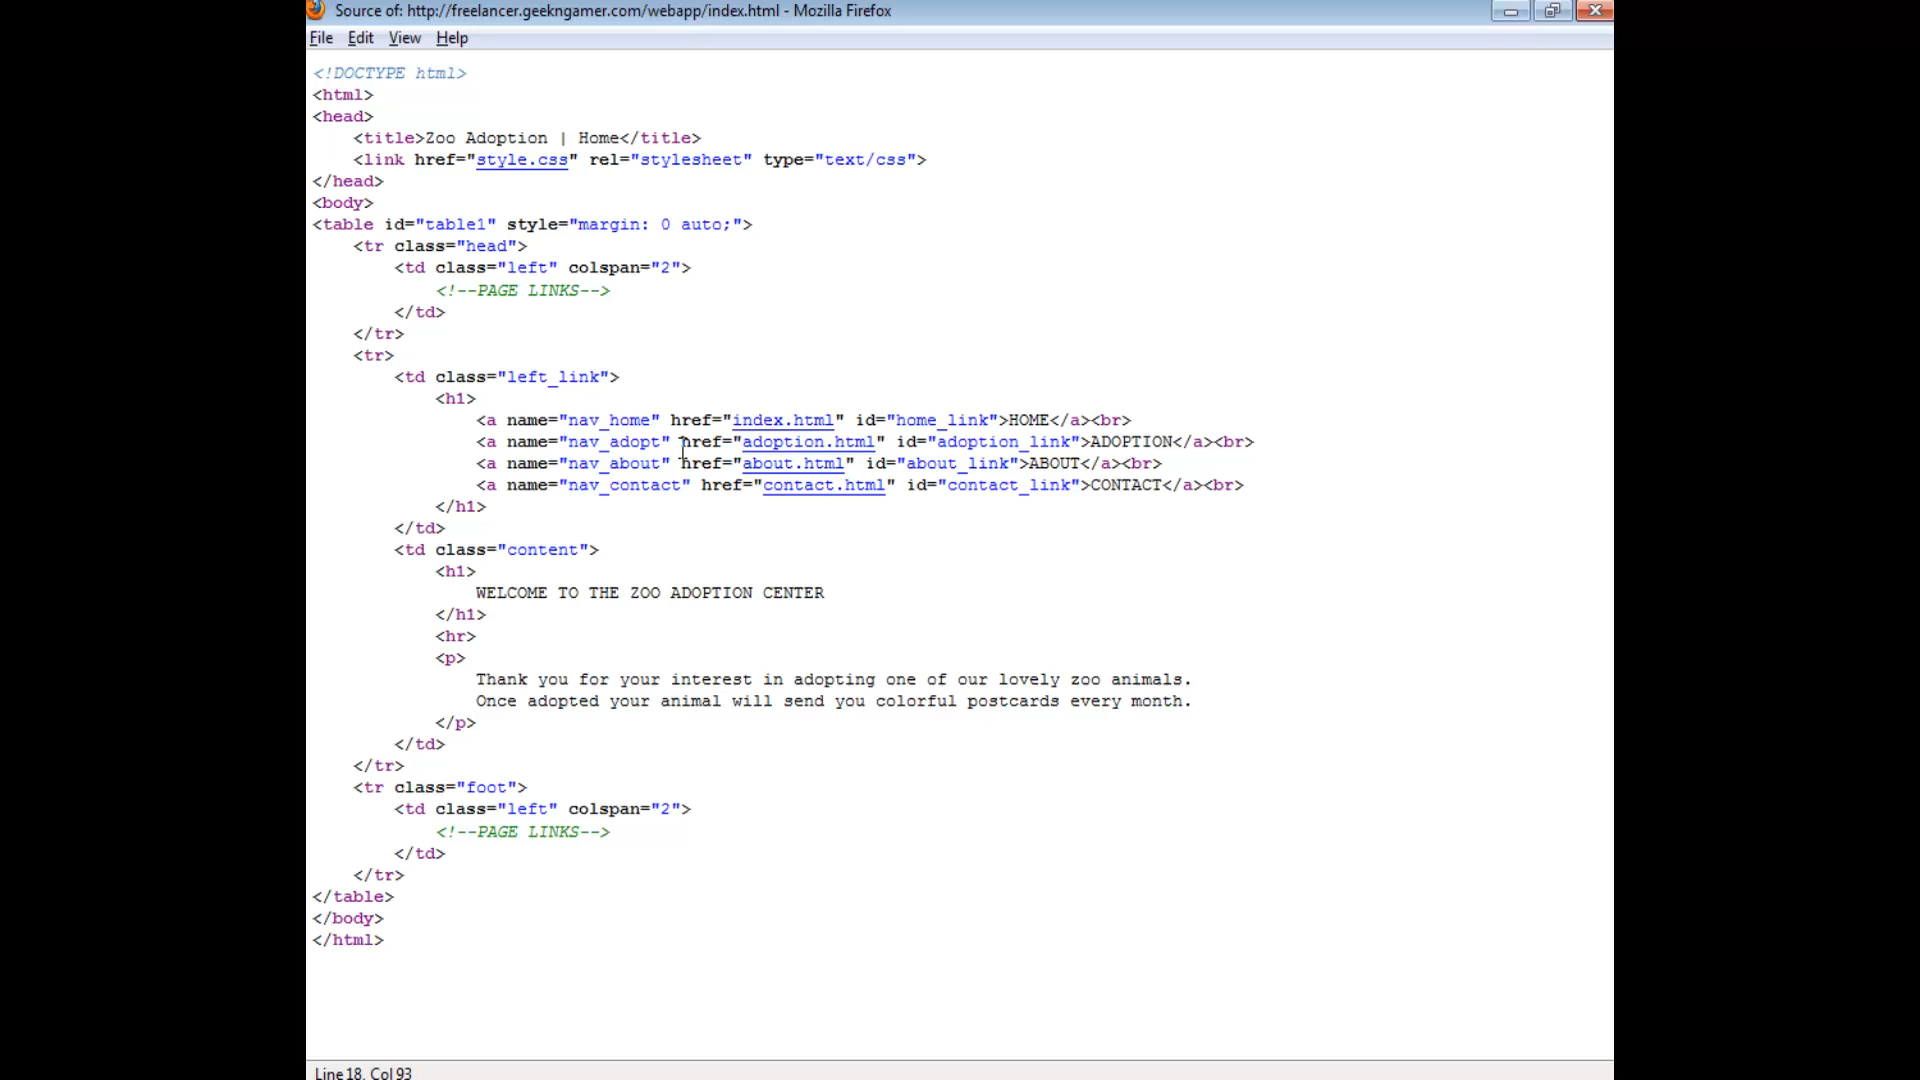 Source of: http://freelancer.geekngamer.com/webapp/index.html - Mozilla Firefox
File Edit View Help
<!DOCTYPE html>
<html>
<head>
    <title>Zoo Adoption | Home</title>
    <link href="style.css" rel="stylesheet" type="text/css">
</head>
<body>
<table id="table1" style="margin: 0 auto;">
    <tr class="head">
        <td class="left" colspan="2">
            <!--PAGE LINKS-->
        </td>
    </tr>
    <tr>
        <td class="left_link">
            <h1>
                <a name="nav_home" href="index.html" id="home_link">HOME</a><br>
                <a name="nav_adopt" href="adoption.html" id="adoption_link">ADOPTION</a><br>
                <a name="nav_about" href="about.html" id="about_link">ABOUT</a><br>
                <a name="nav_contact" href="contact.html" id="contact_link">CONTACT</a><br>
            </h1>
        </td>
        <td class="content">
            <h1>
                WELCOME TO THE ZOO ADOPTION CENTER
            </h1>
            <hr>
            <p>
                Thank you for your interest in adopting one of our lovely zoo animals.
                Once adopted your animal will send you colorful postcards every month.
            </p>
        </td>
    </tr>
    <tr class="foot">
        <td class="left" colspan="2">
            <!--PAGE LINKS-->
        </td>
    </tr>
</table>
</body>
</html>
Line 18, Col 93